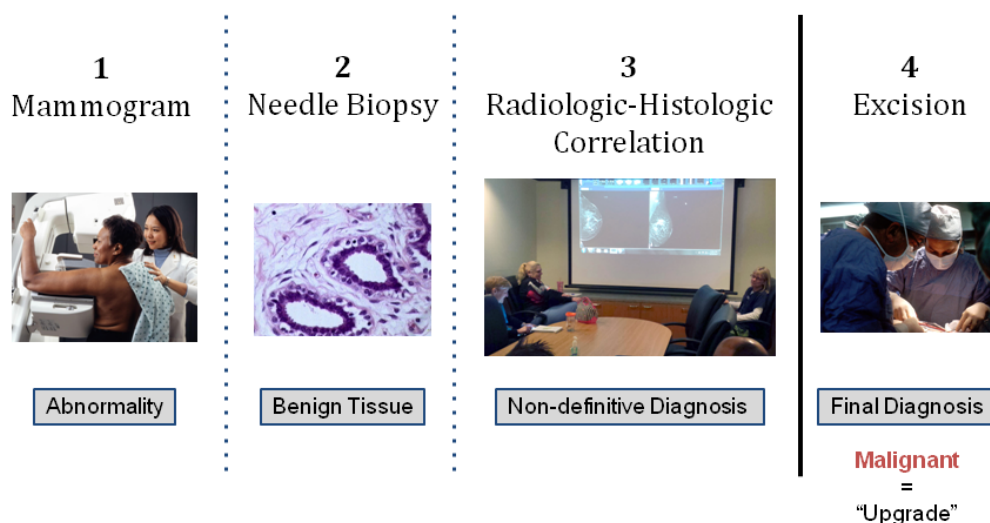 1
Mammogram
2
Needle Biopsy
3
Radiologic-Histologic
Correlation
4
Excision
Abnormality
Benign Tissue
Non-definitive Diagnosis
Final Diagnosis
Malignant
=
“Upgrade”